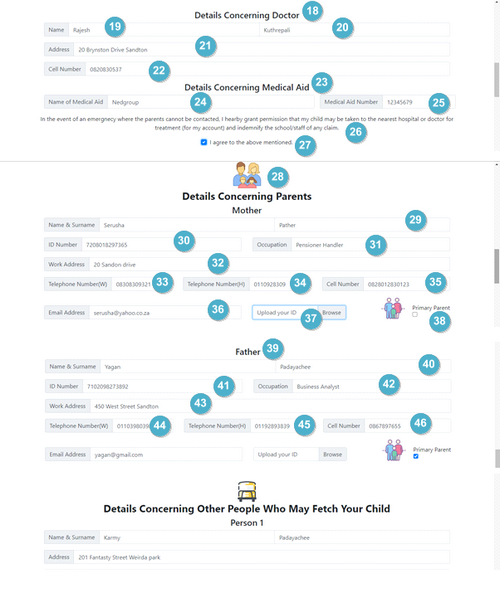 Details Concerning Doctor 18
Name Rajesh 19 Kuthrepali 20
Address 20 Brynston Drive Sandton 21
Cell Number 0820830537 22
Details Concerning Medical Aid 23
Name of Medical Aid Nedgroup 24 Medical Aid Number 12345679 25
In the event of an emergnecy where the parents cannot be contacted, I hearby grant permission that my child may be taken to the nearest hospital or doctor for
treatment (for my account) and indemnify the school/staff of any claim. 26
I agree to the above mentioned. 27
28
Details Concerning Parents
Mother
Name & Surname Serusha Pather 29
ID Number 7208018297365 30 Occupation Pensioner Handler 31
Work Address 20 Sandon drive 32
Telephone Number(W) 08308309321 33 Telephone Number(H) 0110928309 34 Cell Number 0828012830123 35
Email Address serusha@yahoo.co.za 36 Upload your ID 37 Browse Primary Parent 38
Father 39
Name & Surname Yagan Padayachee 40
ID Number 7102098273892 41 Occupation Business Analyst 42
Work Address 450 West Street Sandton 43
Telephone Number(W) 0110398039 44 Telephone Number(H) 01192893839 45 Cell Number 0867897655 46
Email Address yagan@gmail.com Upload your ID Browse Primary Parent
Details Concerning Other People Who May Fetch Your Child
Person 1
Name & Surname Karmy Padayachee
Address 201 Fantasty Street Weirda park